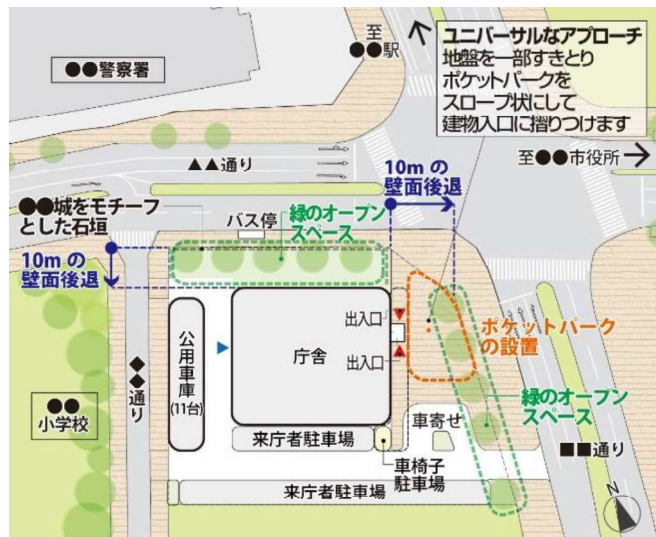 至
●●駅
ユニバーサルなアプローチ
地盤を一部すきとり
ポケットパークを
スロープ状にして
建物入口に摺りつけます
●●警察署
▲▲通り
10mの
壁面後退
至●●市役所
●●城をモチーフ
とした石垣
バス停
緑のオープン
スペース
10mの
壁面後退
公用車庫
(11台)
庁舎
出入口
出入口
ポケットパーク
の設置
◆◆通り
●●
小学校
緑のオープン
スペース
車寄せ
来庁者駐車場
車椅子
駐車場
■■通り
来庁者駐車場
N